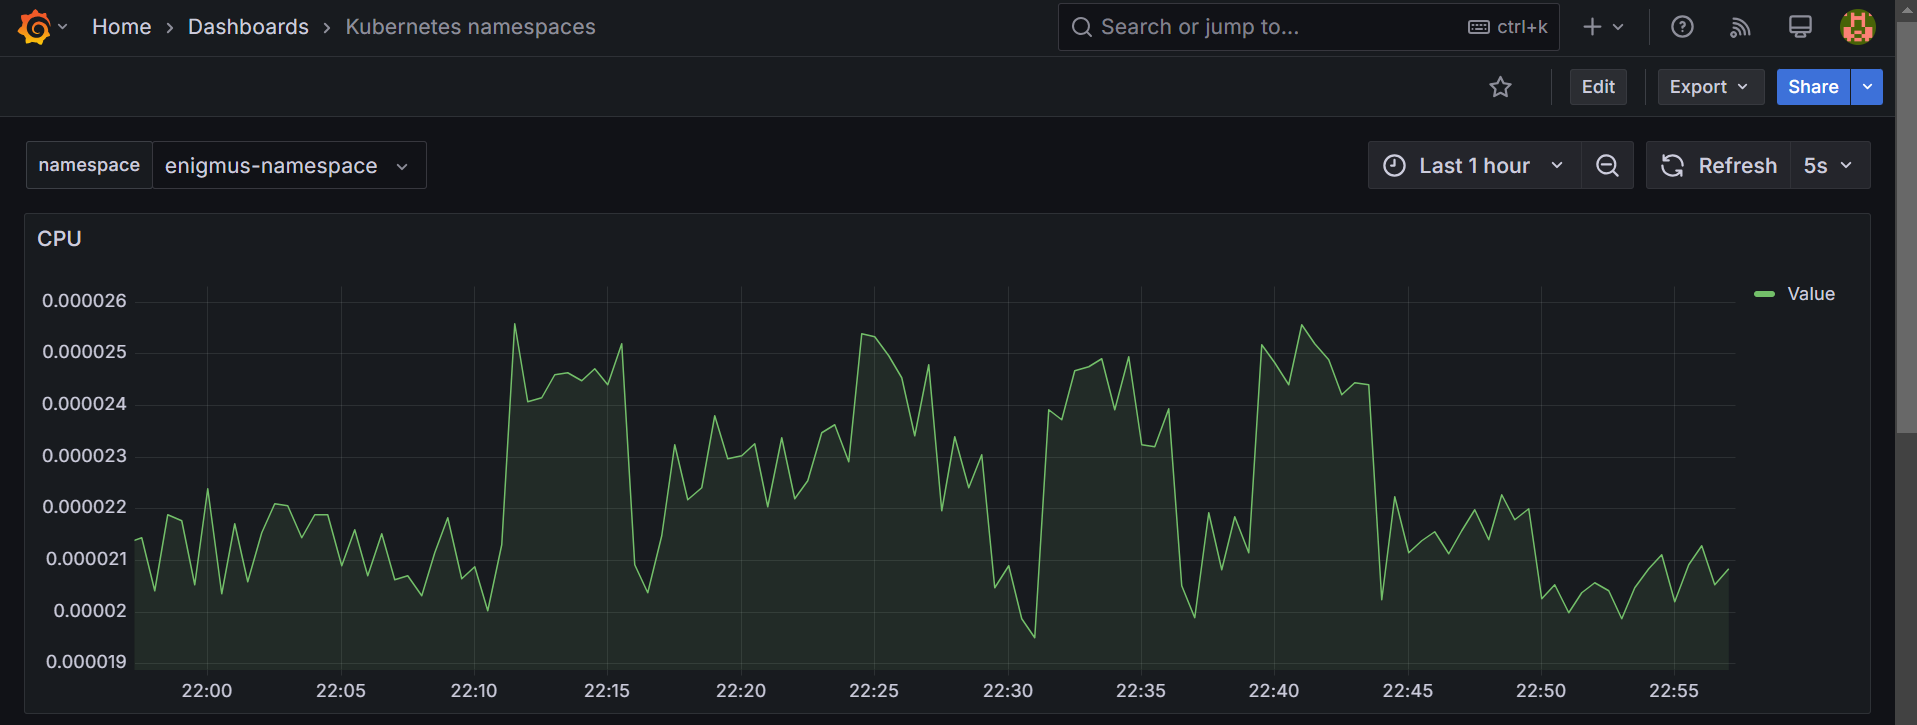 Home › Dashboards › Kubernetes namespaces
Search or jump to... ctrl+k
Edit Export Share
namespace enigmus-namespace
Last 1 hour Refresh 5s
CPU
0.000026
0.000025
0.000024
0.000023
0.000022
0.000021
0.00002
0.000019
22:00 22:05 22:10 22:15 22:20 22:25 22:30 22:35 22:40 22:45 22:50 22:55
Value